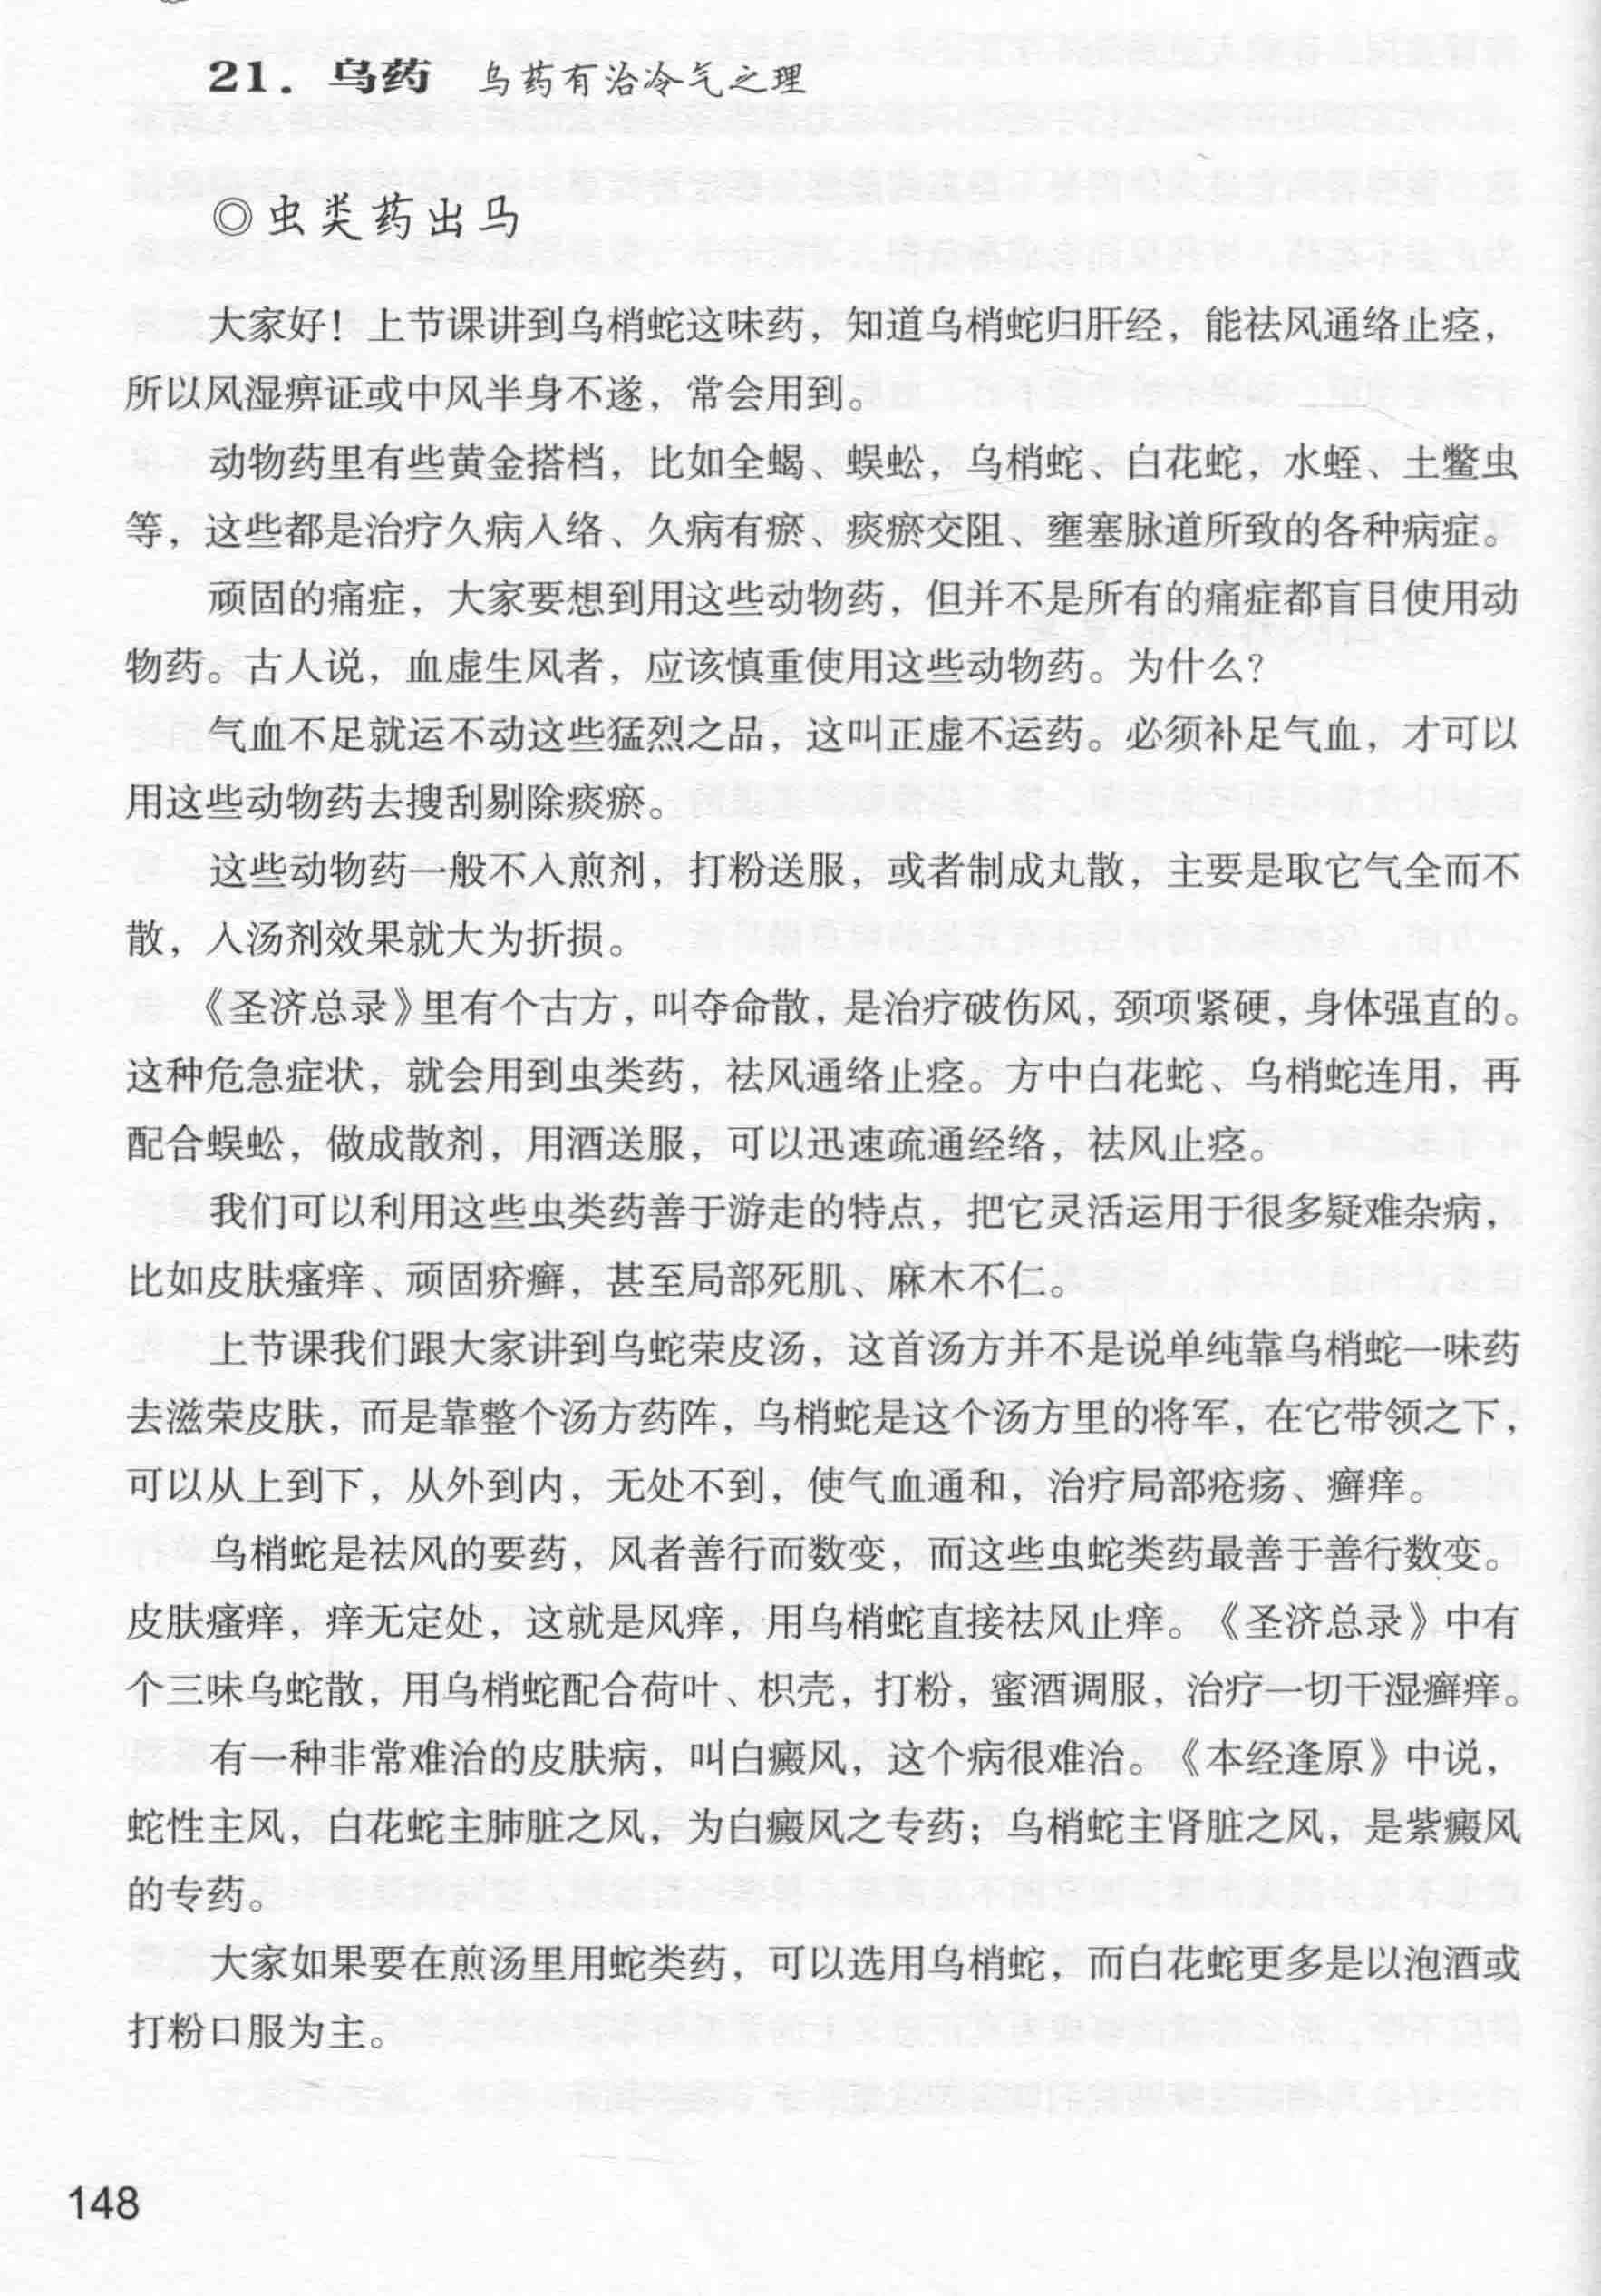 21. 乌药 乌药有治冷气之理
◎虫类药出马
大家好！上节课讲到乌梢蛇这味药，知道乌梢蛇归肝经，能祛风通络止痉，
所以风湿痹证或中风半身不遂，常会用到。
动物药里有些黄金搭档，比如全蝎、蜈蚣，乌梢蛇、白花蛇，水蛭、土鳖虫
等，这些都是治疗久病入络、久病有瘀、痰瘀交阻、壅塞脉道所致的各种病症。
顽固的痛症，大家要想到用这些动物药，但并不是所有的痛症都盲目使用动
物药。古人说，血虚生风者，应该慎重使用这些动物药。为什么？
气血不足就运不动这些猛烈之品，这叫正虚不运药。必须补足气血，才可以
用这些动物药去搜刮剔除痰瘀。
这些动物药一般不入煎剂，打粉送服，或者制成丸散，主要是取它气全而不
散，入汤剂效果就大为折损。
《圣济总录》里有个古方，叫夺命散，是治疗破伤风，颈项紧硬，身体强直的。
这种危急症状，就会用到虫类药，祛风通络止痉。方中白花蛇、乌梢蛇连用，再
配合蜈蚣，做成散剂，用酒送服，可以迅速疏通经络，祛风止痉。
我们可以利用这些虫类药善于游走的特点，把它灵活运用于很多疑难杂病，
比如皮肤瘙痒、顽固疥癣，甚至局部死肌、麻木不仁。
上节课我们跟大家讲到乌蛇荣皮汤，这首汤方并不是说单纯靠乌梢蛇一味药
去滋荣皮肤，而是靠整个汤方药阵，乌梢蛇是这个汤方里的将军，在它带领之下，
可以从上到下，从外到内，无处不到，使气血通和，治疗局部疮疡、癣痒。
乌梢蛇是祛风的要药，风者善行而数变，而这些虫蛇类药最善于善行数变。
皮肤瘙痒，痒无定处，这就是风痒，用乌梢蛇直接祛风止痒。《圣济总录》中有
个三味乌蛇散，用乌梢蛇配合荷叶、枳壳，打粉，蜜酒调服，治疗一切干湿癣痒。
有一种非常难治的皮肤病，叫白癜风，这个病很难治。《本经逢原》中说，
蛇性主风，白花蛇主肺脏之风，为白癜风之专药；乌梢蛇主肾脏之风，是紫癜风
的专药。
大家如果要在煎汤里用蛇类药，可以选用乌梢蛇，而白花蛇更多是以泡酒或
打粉口服为主。
148